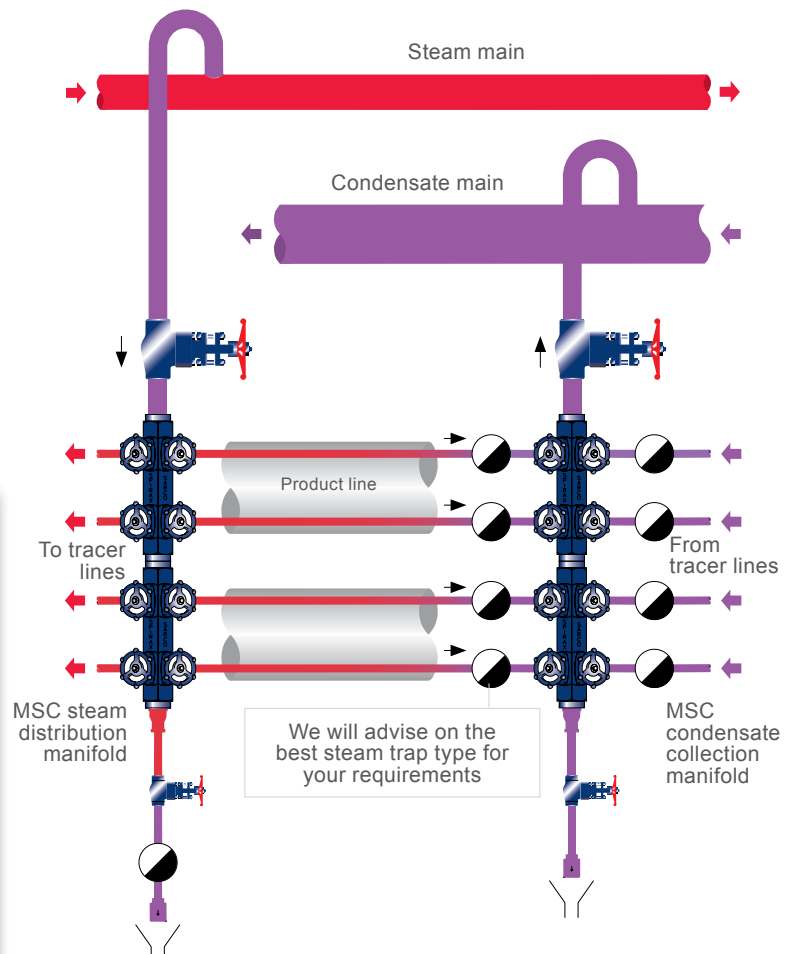 Steam main
Condensate main
Product line
To tracer
lines
From
tracer lines
MSC steam
distribution
manifold
We will advise on the
best steam trap type for
your requirements
MSC
condensate
collection
manifold